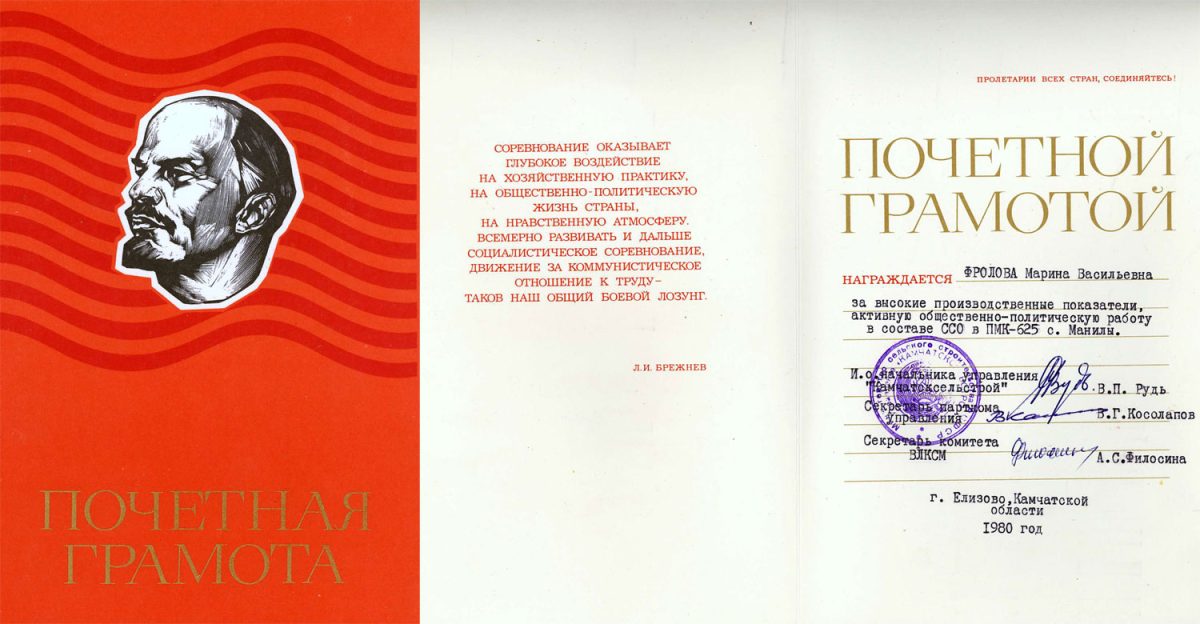 ПОЧЕТНАЯ
ГРАМОТА
СОРЕВНОВАНИЕ ОКАЗЫВАЕТ
ГЛУБОКОЕ ВОЗДЕЙСТВИЕ
НА ХОЗЯЙСТВЕННУЮ ПРАКТИКУ,
НА ОБЩЕСТВЕННО-ПОЛИТИЧЕСКУЮ
ЖИЗНЬ СТРАНЫ,
НА НРАВСТВЕННУЮ АТМОСФЕРУ.
ВСЕМЕРНО РАЗВИВАТЬ И ДАЛЬШЕ
СОЦИАЛИСТИЧЕСКОЕ СОРЕВНОВАНИЕ,
ДВИЖЕНИЕ ЗА КОММУНИСТИЧЕСКОЕ
ОТНОШЕНИЕ К ТРУДУ–
ТАКОВ НАШ ОБЩИЙ БОЕВОЙ ЛОЗУНГ.
Л.И. БРЕЖНЕВ
ПРОЛЕТАРИИ ВСЕХ СТРАН, СОЕДИНЯЙТЕСЬ!
ПОЧЕТНОЙ
ГРАМОТОЙ
НАГРАЖДАЕТСЯ ФРОЛОВА Марина Васильевна
за высокие производственные показатели,
активную общественно-политическую работу
в составе ССО в ПМК-625 с. Манилы.
И.о.начальника управления
"Камчатоксельстрой" В.П. Рудь
Секретарь парткома
управления В.Г.Косолапов
Секретарь комитета
ВЛКСМ А.С.Филосина
г. Елизово,Камчатской
области
1980 год